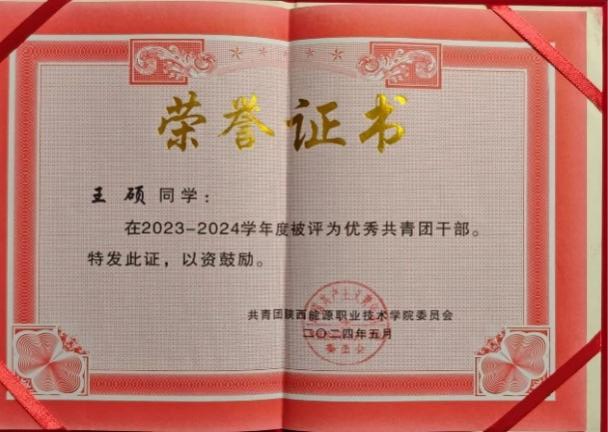 荣誉证书
王硕 同学：
在2023-2024学年度被评为优秀共青团干部。
特发此证，以资鼓励。
共青团陕西能源职业技术学院委员会
二〇二四年五月
委员会